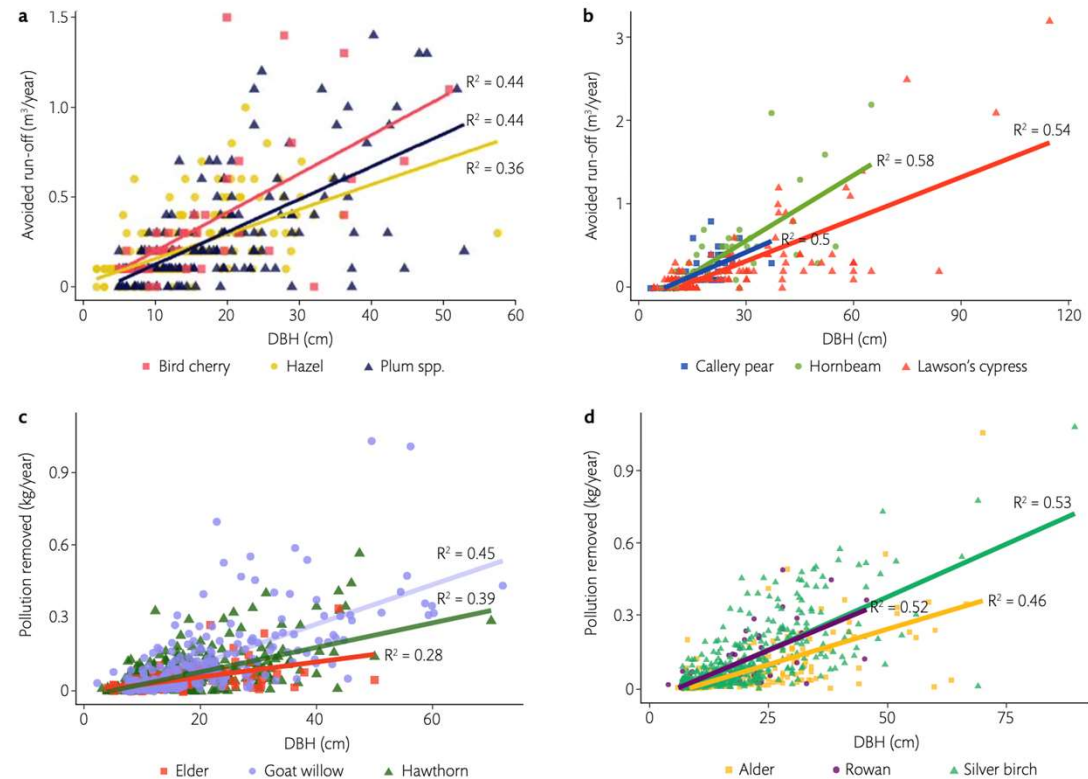 a
Avoided run-off (m³/year)
1.5
1.0
0.5
0
R² = 0.44
R² = 0.44
R² = 0.36
0 10 20 30 40 50 60
DBH (cm)
Bird cherry Hazel Plum spp.
b
Avoided run-off (m³/year)
3
2
1
0
R² = 0.54
R² = 0.58
R² = 0.5
0 30 60 90 120
DBH (cm)
Callery pear Hornbeam Lawson's cypress
c
Pollution removed (kg/year)
0.9
0.6
0.3
0
R² = 0.45
R² = 0.39
R² = 0.28
0 20 40 60
DBH (cm)
Elder Goat willow Hawthorn
d
Pollution removed (kg/year)
0.9
0.6
0.3
0
R² = 0.53
R² = 0.52
R² = 0.46
0 25 50 75
DBH (cm)
Alder Rowan Silver birch